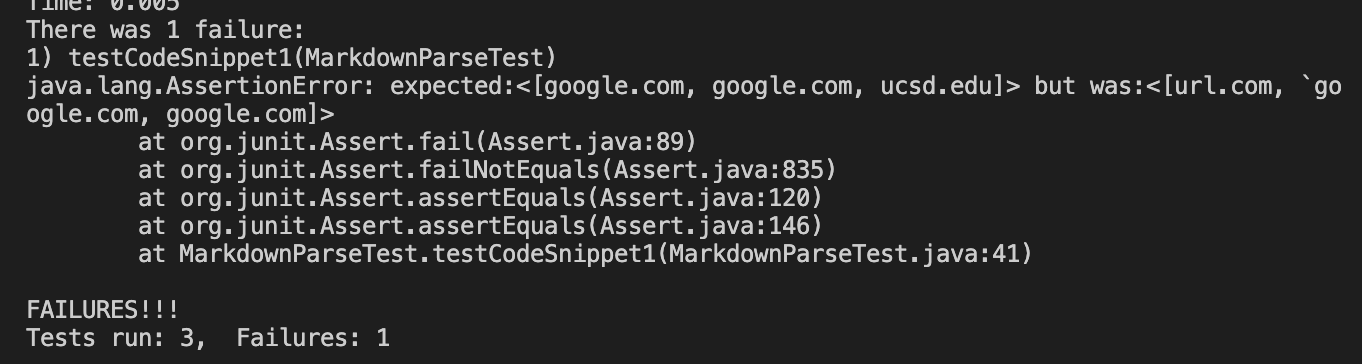 Time: 0.005
There was 1 failure:
1) testCodeSnippet1(MarkdownParseTest)
java.lang.AssertionError: expected:<[google.com, google.com, ucsd.edu]> but was:<[url.com, `go
ogle.com, google.com]>
        at org.junit.Assert.fail(Assert.java:89)
        at org.junit.Assert.failNotEquals(Assert.java:835)
        at org.junit.Assert.assertEquals(Assert.java:120)
        at org.junit.Assert.assertEquals(Assert.java:146)
        at MarkdownParseTest.testCodeSnippet1(MarkdownParseTest.java:41)
FAILURES!!!
Tests run: 3,  Failures: 1